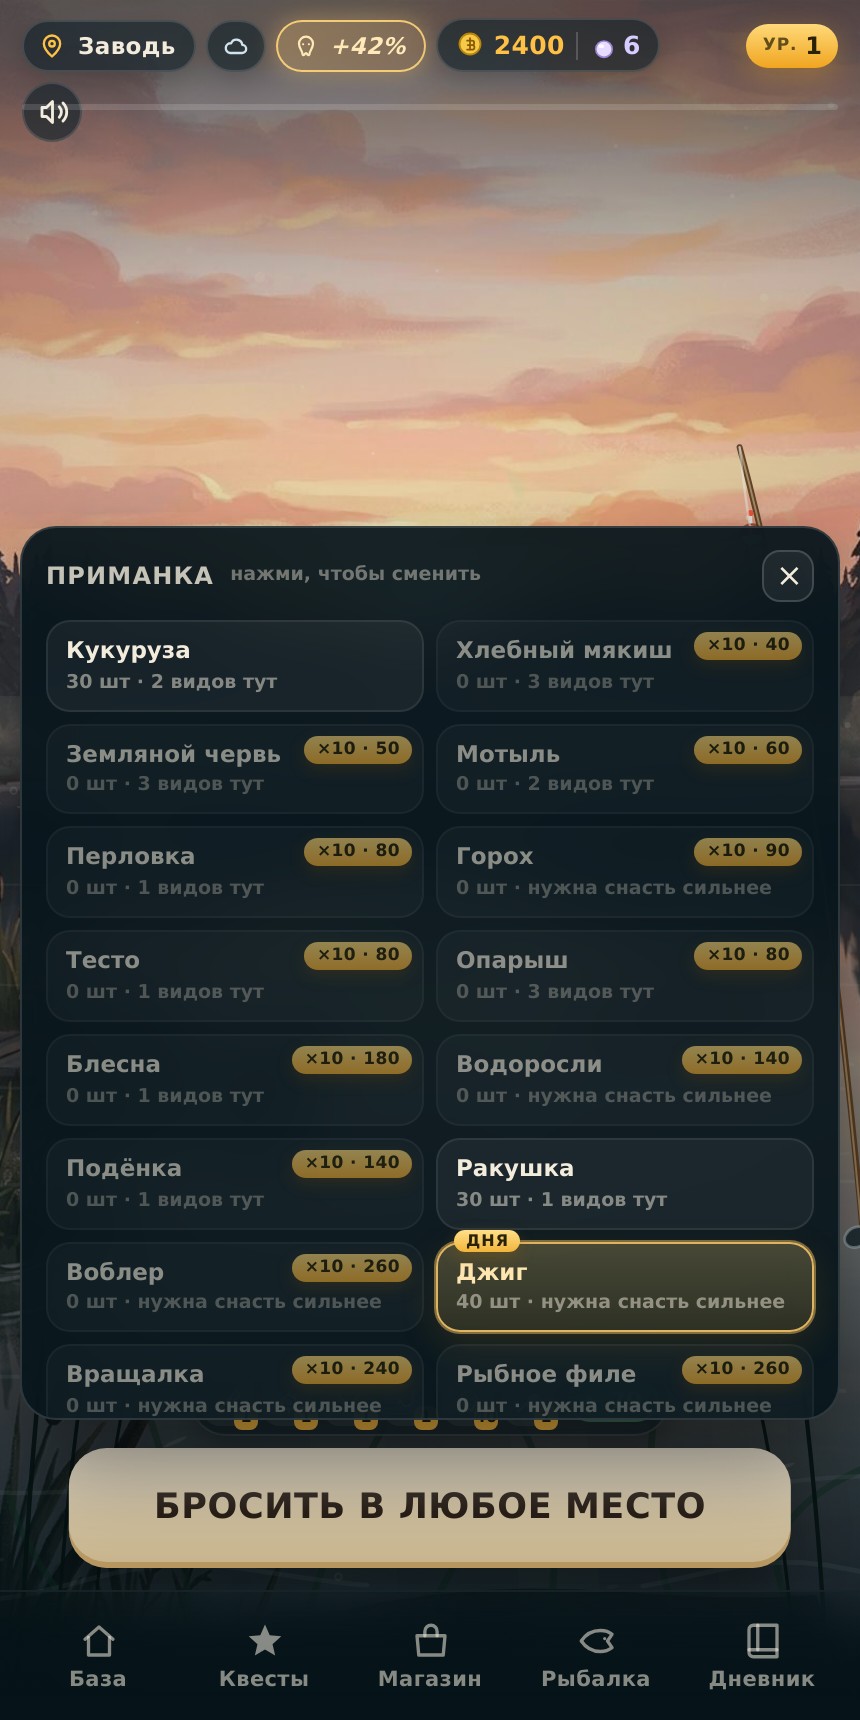 Заводь
+42%
2400
6
УР. 1
ПРИМАНКА нажми, чтобы сменить
Кукуруза
30 шт · 2 видов тут
Хлебный мякиш ×10 · 40
0 шт · 3 видов тут
Земляной червь ×10 · 50
0 шт · 3 видов тут
Мотыль ×10 · 60
0 шт · 2 видов тут
Перловка ×10 · 80
0 шт · 1 видов тут
Горох ×10 · 90
0 шт · нужна снасть сильнее
Тесто ×10 · 80
0 шт · 1 видов тут
Опарыш ×10 · 80
0 шт · 3 видов тут
Блесна ×10 · 180
0 шт · 1 видов тут
Водоросли ×10 · 140
0 шт · нужна снасть сильнее
Подёнка ×10 · 140
0 шт · 1 видов тут
Ракушка
30 шт · 1 видов тут
Воблер ×10 · 260
0 шт · нужна снасть сильнее
ДНЯ
Джиг
40 шт · нужна снасть сильнее
Вращалка ×10 · 240
0 шт · нужна снасть сильнее
Рыбное филе ×10 · 260
0 шт · нужна снасть сильнее
БРОСИТЬ В ЛЮБОЕ МЕСТО
База
Квесты
Магазин
Рыбалка
Дневник